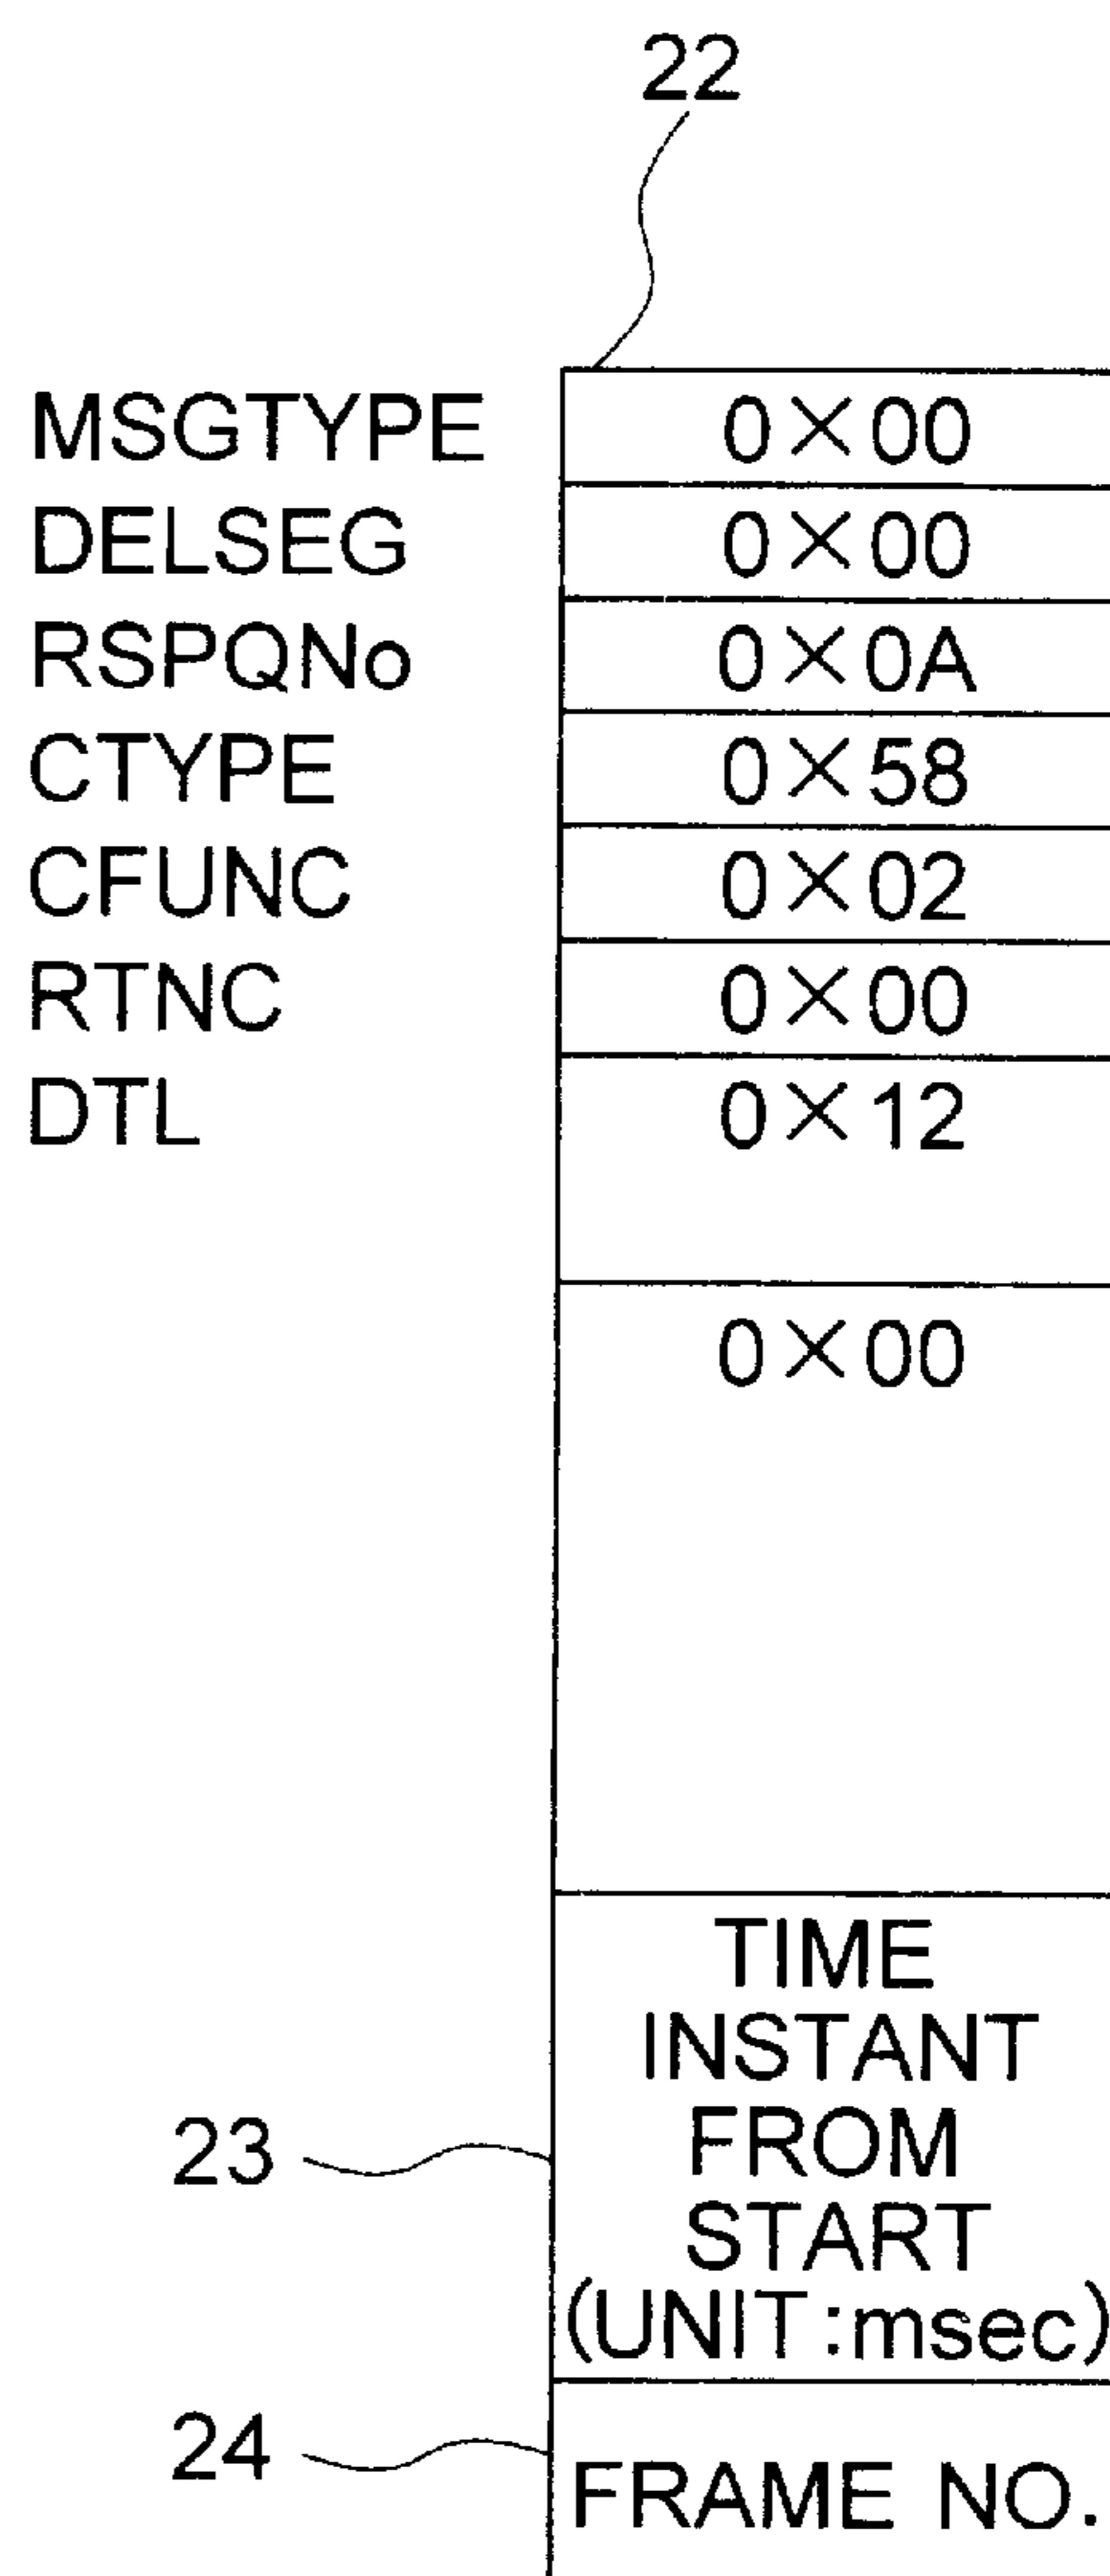 22
MSGTYPE 0×00
DELSEG 0×00
RSPQNo 0×0A
CTYPE 0×58
CFUNC 0×02
RTNC 0×00
DTL 0×12
0×00
TIME
INSTANT
FROM
23
START
(UNIT:msec)
24
FRAME NO.